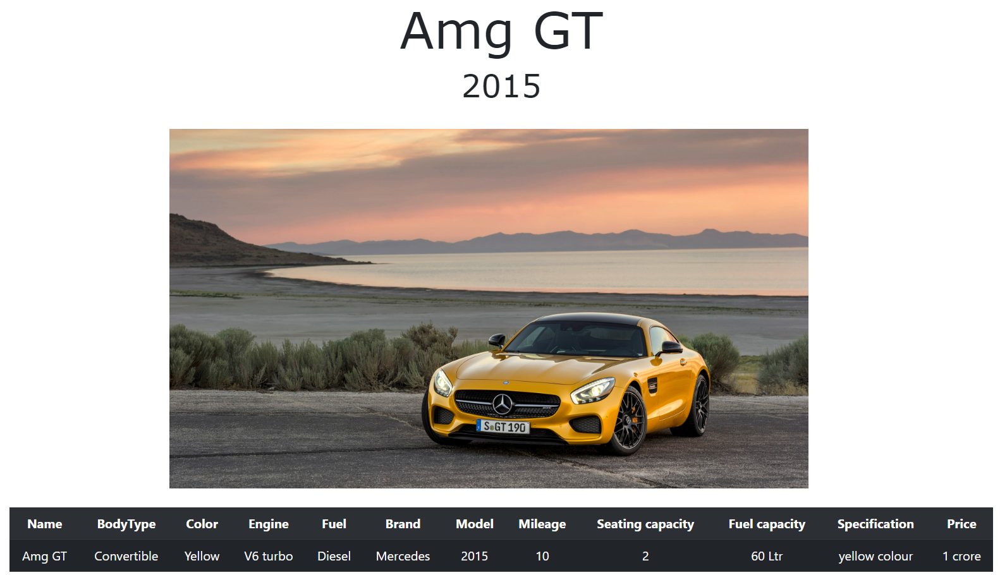 Amg GT
2015
S GT 190
Name BodyType Color Engine Fuel Brand Model Mileage Seating capacity Fuel capacity Specification Price
Amg GT Convertible Yellow V6 turbo Diesel Mercedes 2015 10 2 60 Ltr yellow colour 1 crore